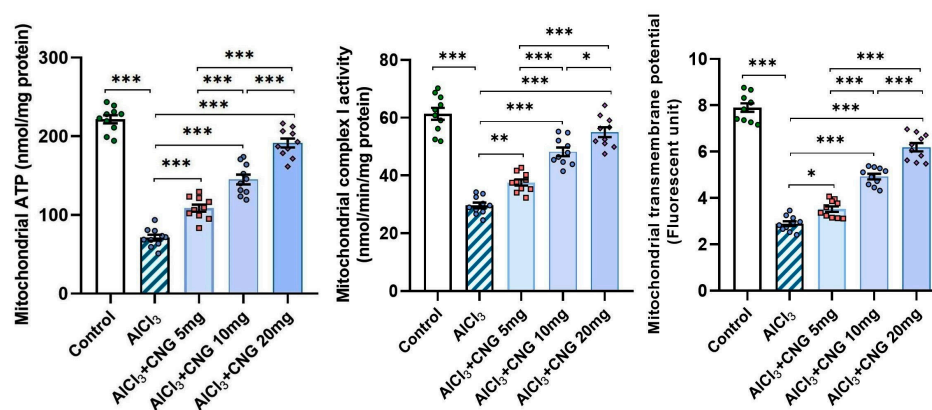 Mitochondrial ATP (nmol/mg protein)
300
200
100
0
***
***
***
***
***
***
***
Control
AlCl₃
AlCl₃+CNG 5mg
AlCl₃+CNG 10mg
AlCl₃+CNG 20mg
Mitochondrial complex I activity
(nmol/min/mg protein)
80
60
40
20
0
***
***
*** *
***
***
**
Control
AlCl₃
AlCl₃+CNG 5mg
AlCl₃+CNG 10mg
AlCl₃+CNG 20mg
Mitochondrial transmembrane potential
(Fluorescent unit)
10
8
6
4
2
0
***
***
*** ***
***
***
*
Control
AlCl₃
AlCl₃+CNG 5mg
AlCl₃+CNG 10mg
AlCl₃+CNG 20mg